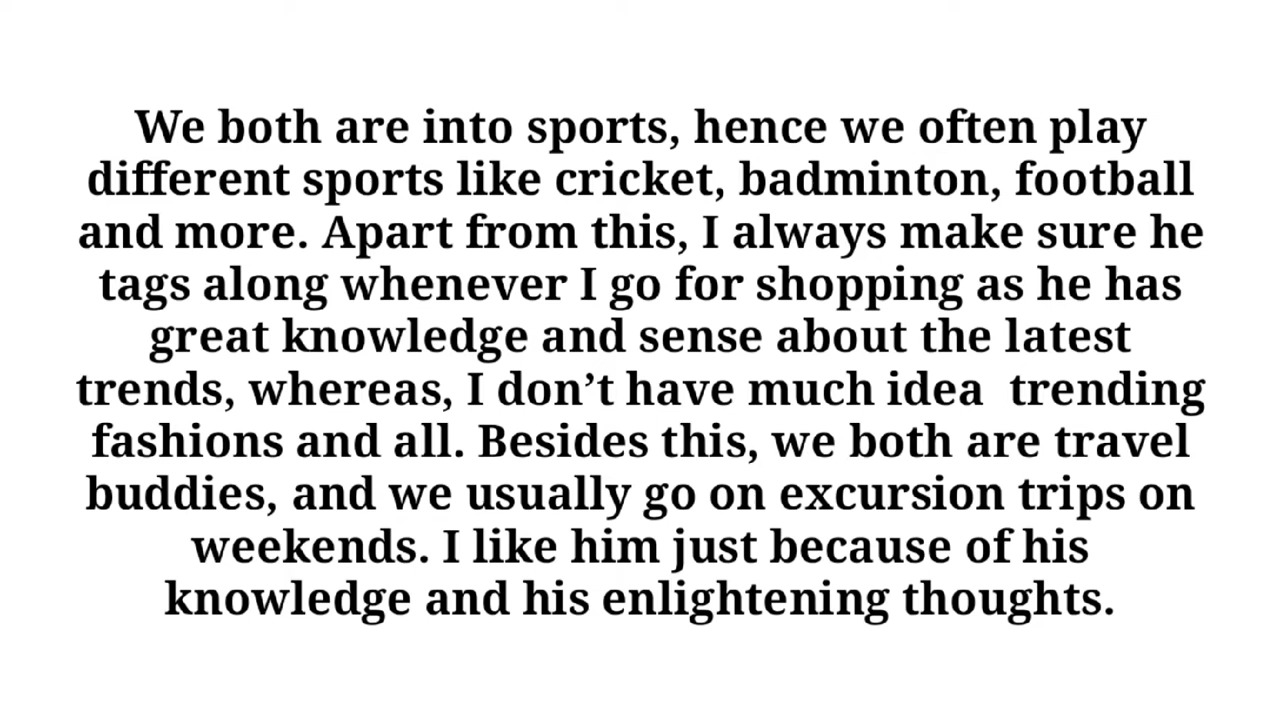 We both are into sports, hence we often play
different sports like cricket, badminton, football
and more. Apart from this, I always make sure he
tags along whenever I go for shopping as he has
great knowledge and sense about the latest
trends, whereas, I don’t have much idea  trending
fashions and all. Besides this, we both are travel
buddies, and we usually go on excursion trips on
weekends. I like him just because of his
knowledge and his enlightening thoughts.